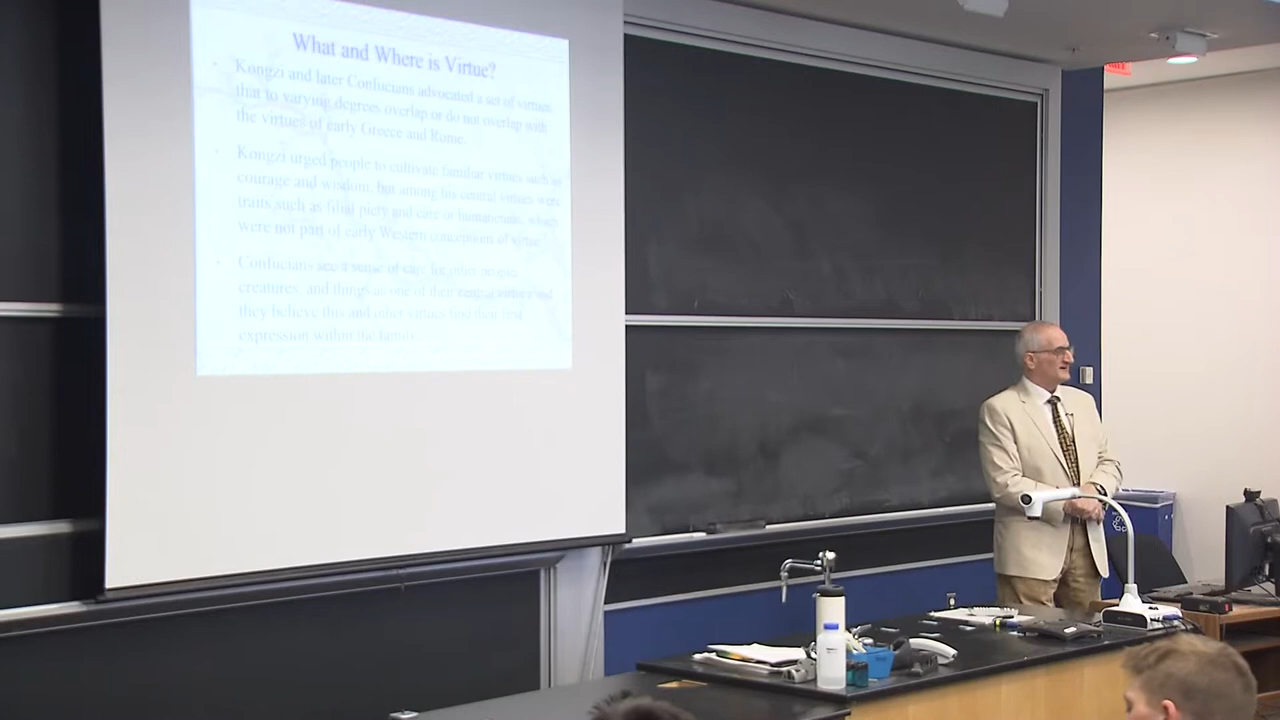 What and Where is Virtue?
Kongzi and later Confucians advocated a set of virtues
that to varying degrees overlap or do not overlap with
the virtues of early Greece and Rome.
Kongzi urged people to cultivate familiar virtues such as
courage and wisdom, but among his central virtues were
traits such as filial piety and care or humaneness, which
were not part of early Western conceptions of virtue.
Confucians see a sense of care for other people,
creatures, and things as one of their central virtues and
they believe this and other virtues find their first
expression within the family.